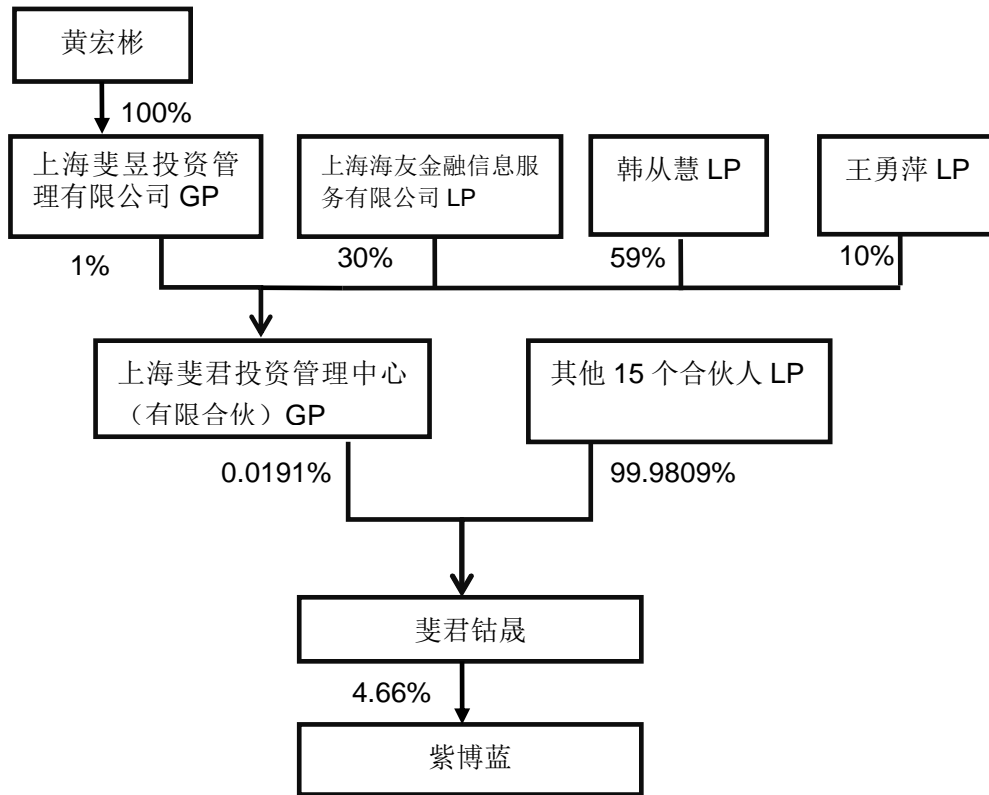 黄宏彬
100%
上海斐昱投资管
理有限公司 GP
上海海友金融信息服
务有限公司 LP
韩从慧 LP
王勇萍 LP
1%
30%
59%
10%
上海斐君投资管理中心
（有限合伙）GP
其他 15 个合伙人 LP
0.0191%
99.9809%
斐君钴晟
4.66%
紫博蓝